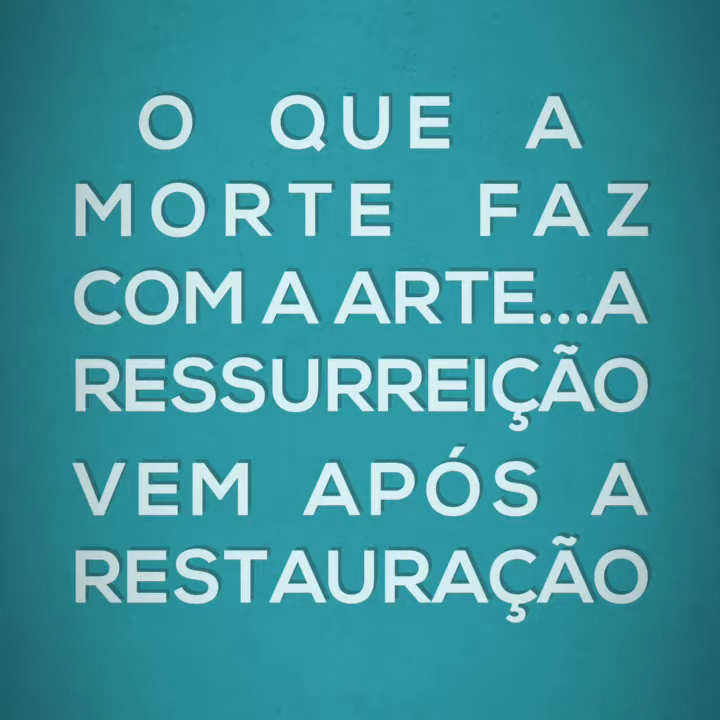 O QUE A
MORTE FAZ
COM A ARTE...A
RESSURREIÇÃO
VEM APÓS A
RESTAURAÇÃO